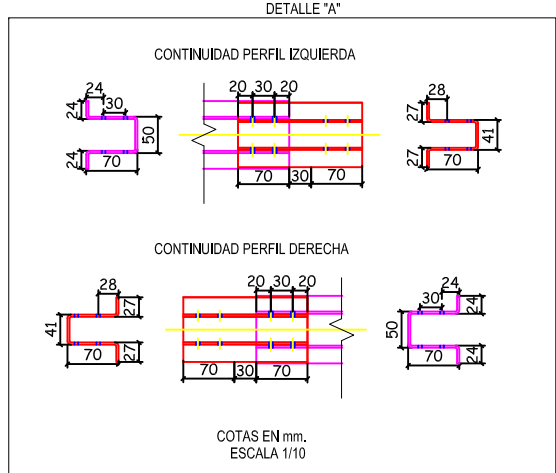 DETALLE "A"
CONTINUIDAD PERFIL IZQUIERDA
24
30
24
50
24
70
20 30 20
70 30 70
28
27
41
27
70
CONTINUIDAD PERFIL DERECHA
28
27
41
27
70
20 30 20
70 30 70
24
30
24
50
24
70
COTAS EN mm.
ESCALA 1/10